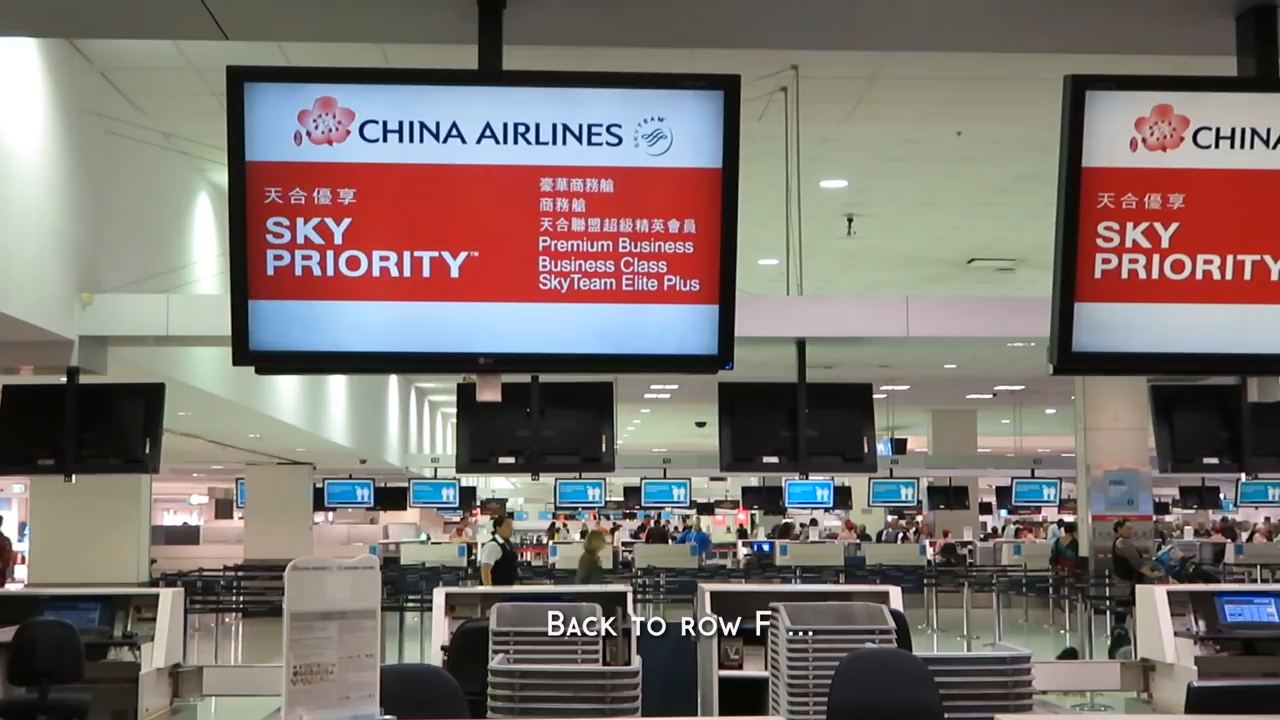 CHINA AIRLINES
SKYTEAM
天合優享
SKY
PRIORITY™
豪華商務艙
商務艙
天合聯盟超級精英會員
Premium Business
Business Class
SkyTeam Elite Plus
CHINA
天合優享
SKY
PRIORITY
BACK TO ROW F ...